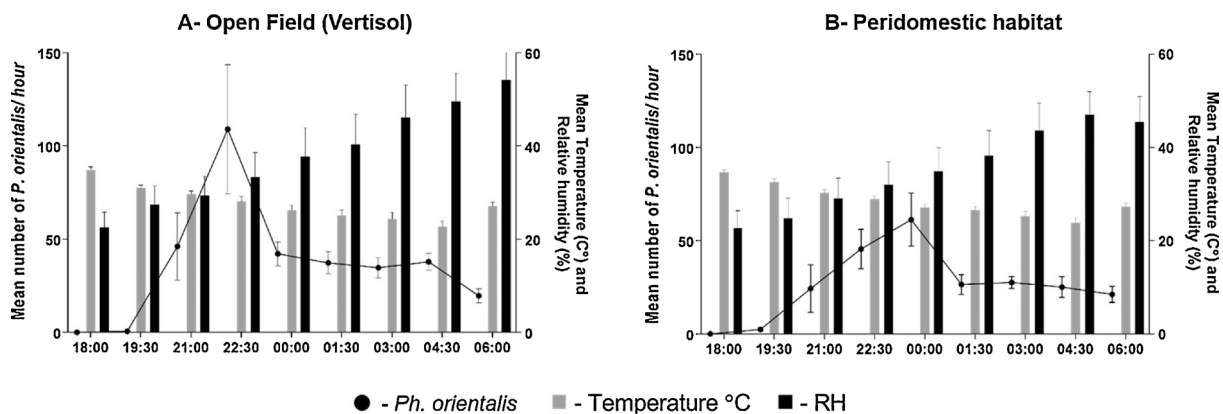 A- Open Field (Vertisol)
Mean number of P. orientalis/ hour
150
100
50
0
60
40
20
0
Mean Temperature (C°) and
Relative humidity (%)
18:00 19:30 21:00 22:30 00:00 01:30 03:00 04:30 06:00
B- Peridomestic habitat
Mean number of P. orientalis/ hour
150
100
50
0
60
40
20
0
Mean Temperature (C°) and
Relative humidity (%)
18:00 19:30 21:00 22:30 00:00 01:30 03:00 04:30 06:00
- Ph. orientalis - Temperature °C - RH